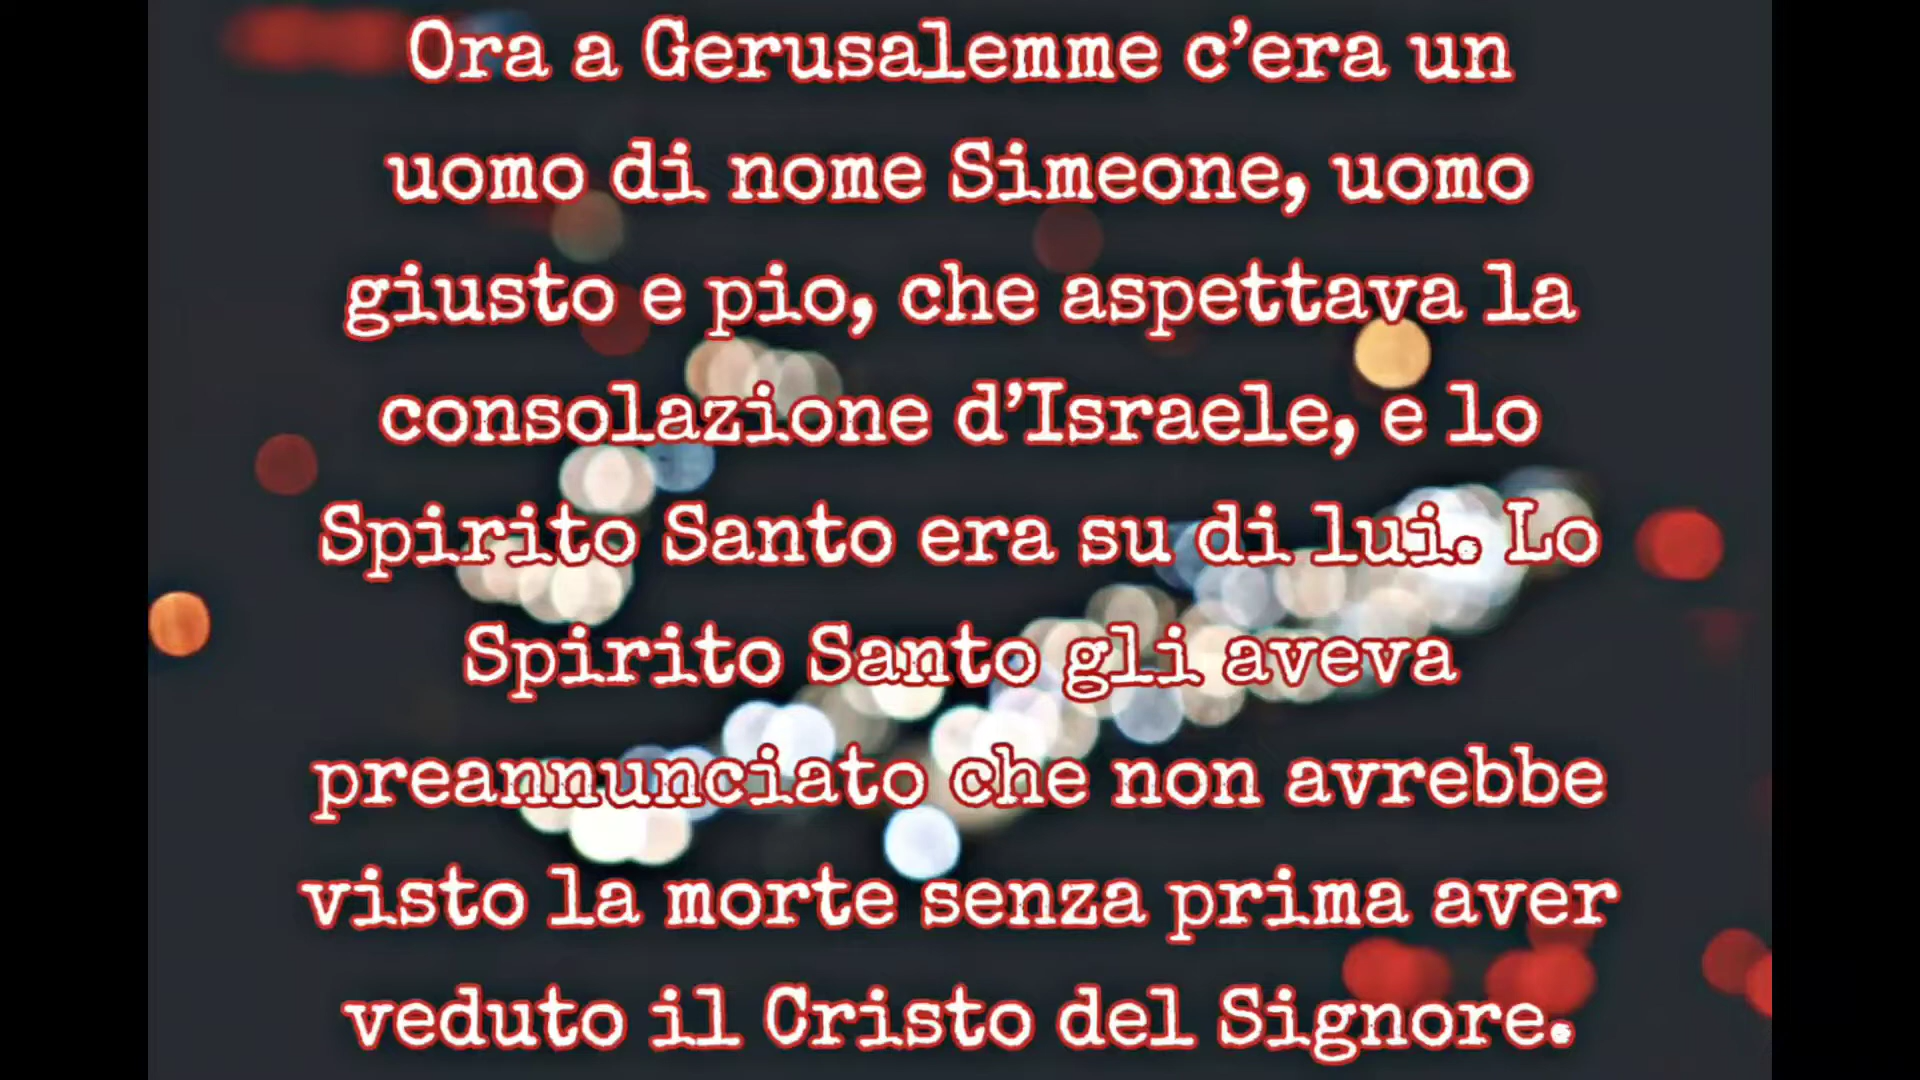 Ora a Gerusalemme c’era un
uomo di nome Simeone, uomo
giusto e pio, che aspettava la
consolazione d’Israele, e lo
Spirito Santo era su di lui. Lo
Spirito Santo gli aveva
preannunciato che non avrebbe
visto la morte senza prima aver
veduto il Cristo del Signore.